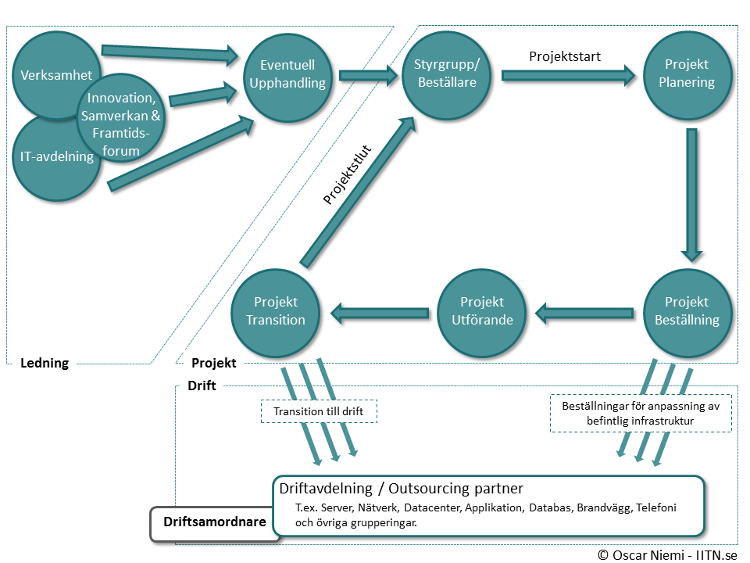 Verksamhet
Innovation,
Samverkan &
Framtids-
forum
IT-avdelning
Eventuell
Upphandling
Styrgrupp/
Beställare
Projektstart
Projekt
Planering
Projektstlut
Projekt
Transition
Projekt
Utförande
Projekt
Beställning
Ledning
Projekt
Drift
Transition till drift
Beställningar för anpassning av
befintlig infrastruktur
Driftavdelning / Outsourcing partner
T.ex. Server, Nätverk, Datacenter, Applikation, Databas, Brandvägg, Telefoni
och övriga grupperingar.
Driftsamordnare
© Oscar Niemi - IITN.se